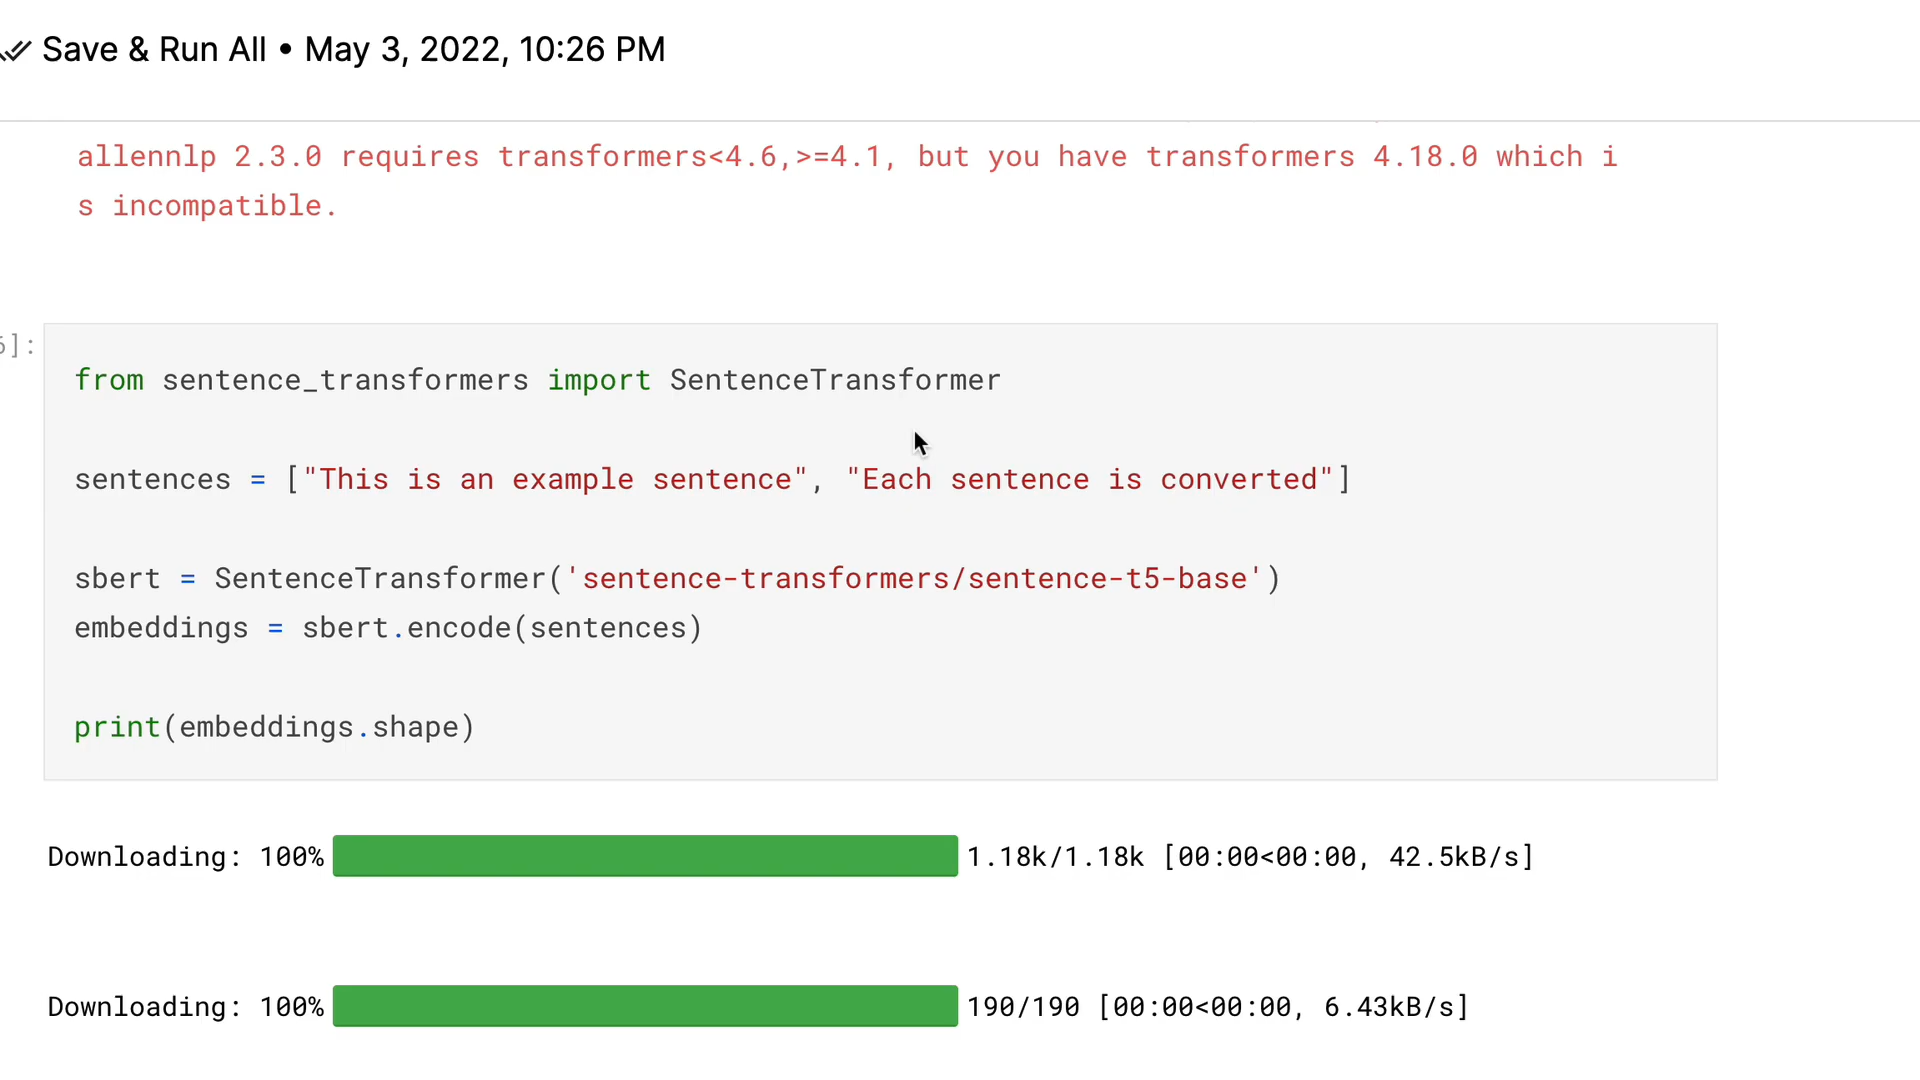 Save & Run All • May 3, 2022, 10:26 PM
allennlp 2.3.0 requires transformers<4.6,>=4.1, but you have transformers 4.18.0 which i
s incompatible.
]:
from sentence_transformers import SentenceTransformer
sentences = ["This is an example sentence", "Each sentence is converted"]
sbert = SentenceTransformer('sentence-transformers/sentence-t5-base')
embeddings = sbert.encode(sentences)
print(embeddings.shape)
Downloading: 100% 1.18k/1.18k [00:00<00:00, 42.5kB/s]
Downloading: 100% 190/190 [00:00<00:00, 6.43kB/s]